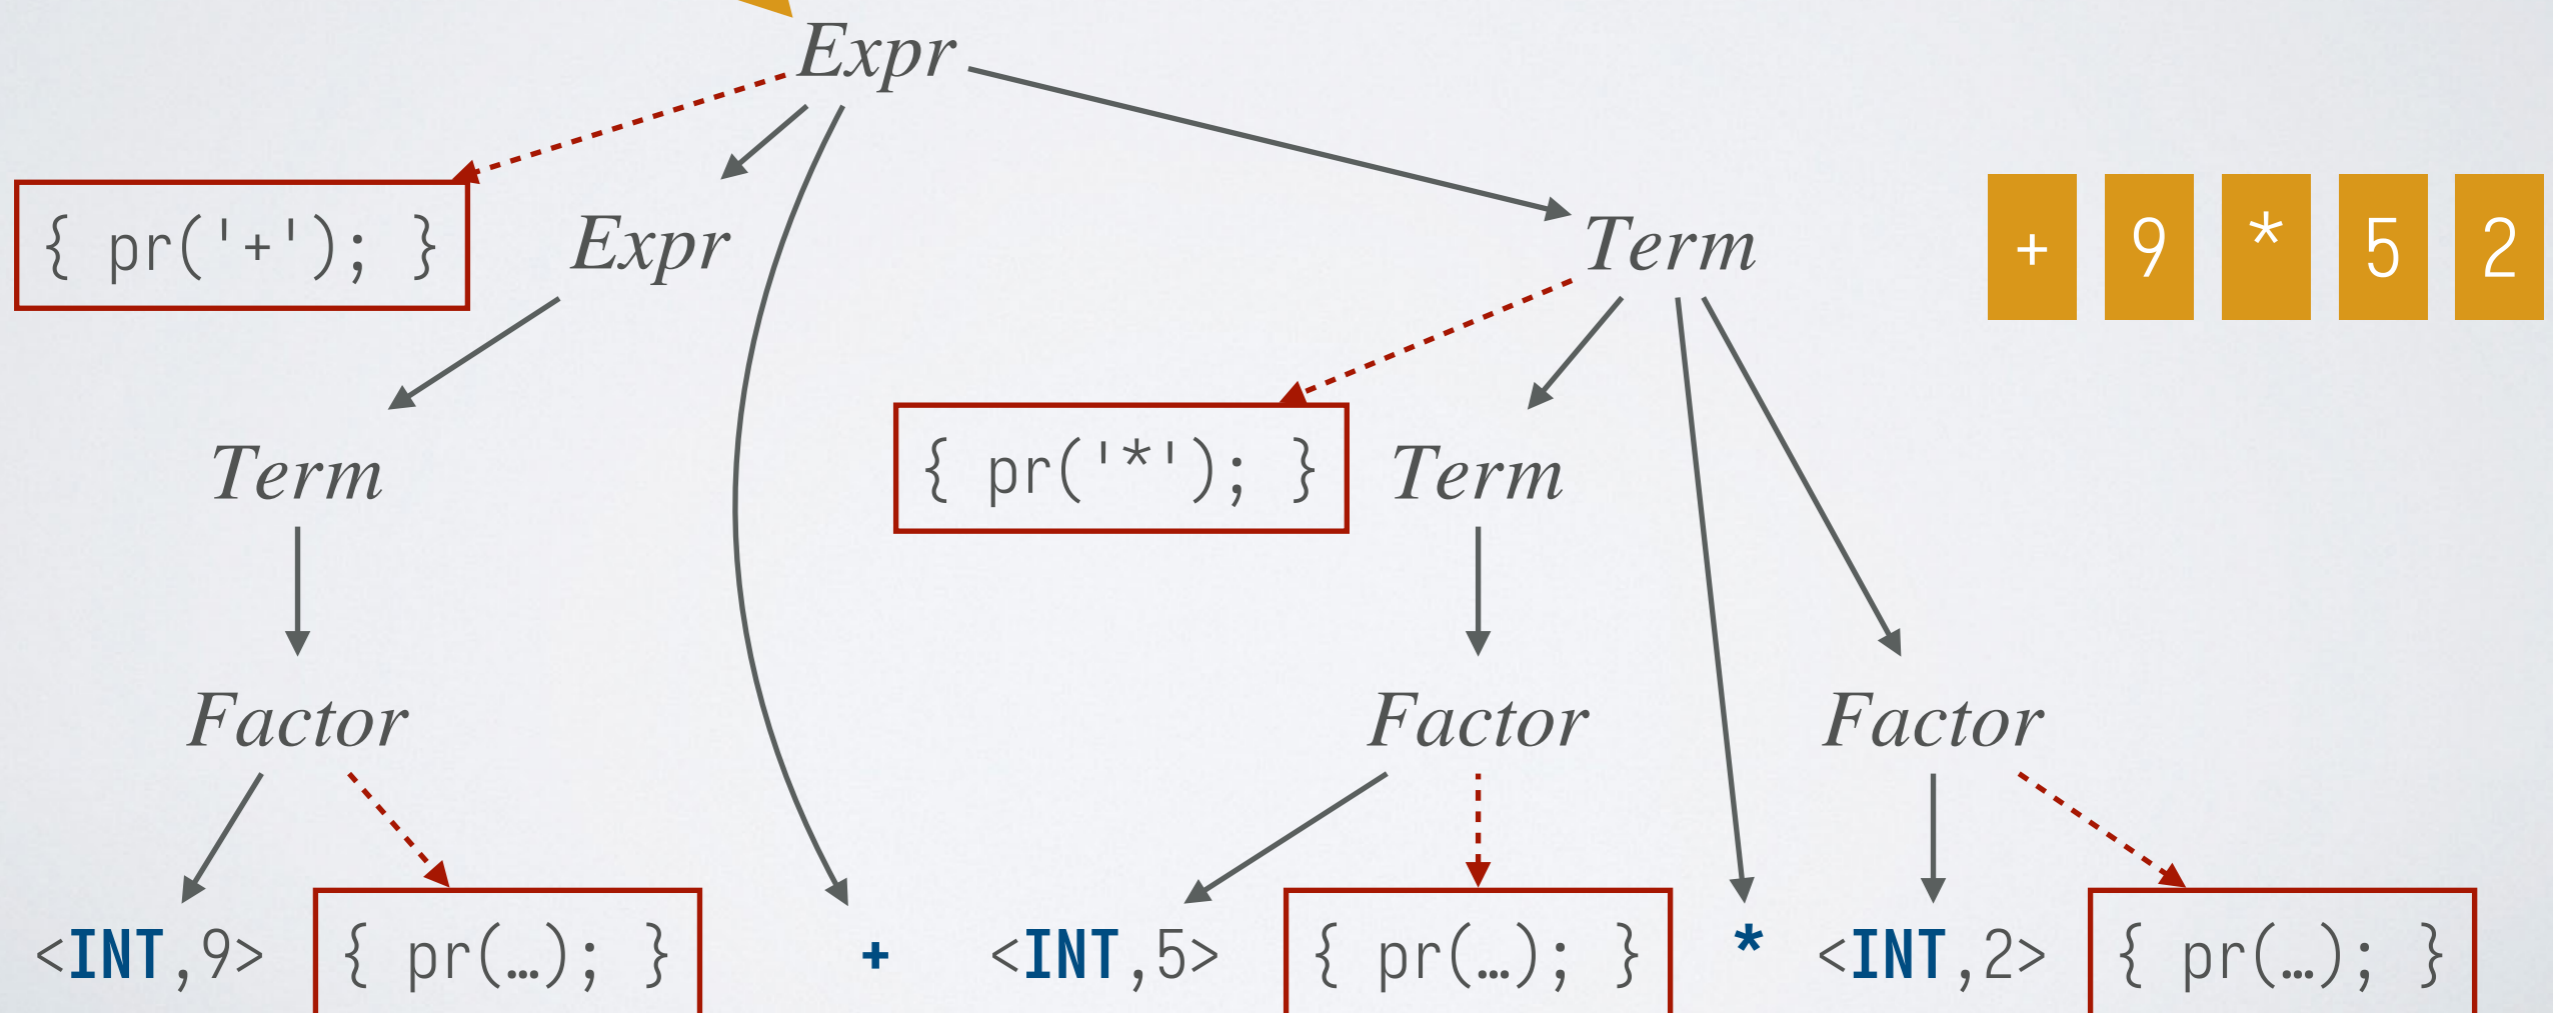 Expr
{ pr('+'); }
Expr
Term
+ 9 * 5 2
Term
{ pr('*'); }
Term
Factor
Factor
Factor
<INT,9>
{ pr(…); }
+
<INT,5>
{ pr(…); }
*
<INT,2>
{ pr(…); }